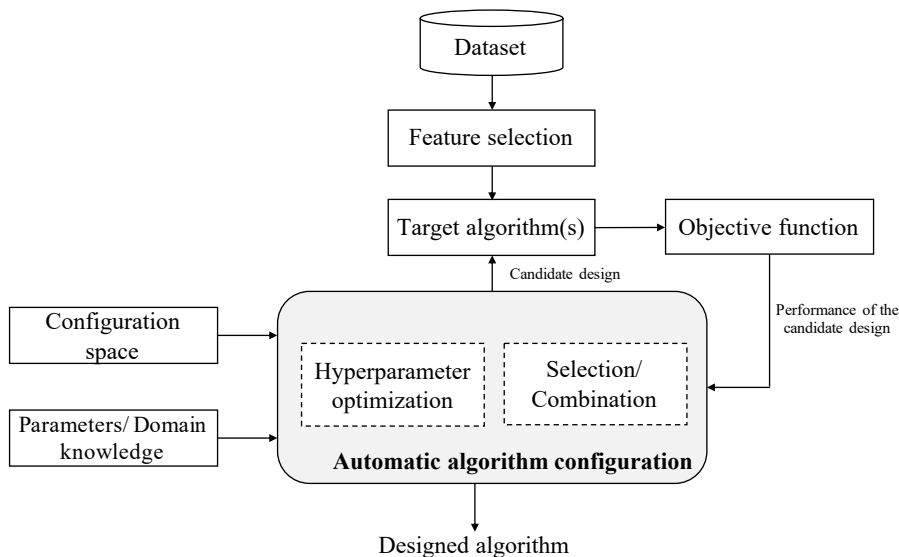 Dataset
Feature selection
Target algorithm(s)
Objective function
Candidate design
Performance of the
candidate design
Configuration
space
Hyperparameter
optimization
Selection/
Combination
Parameters/ Domain
knowledge
Automatic algorithm configuration
Designed algorithm